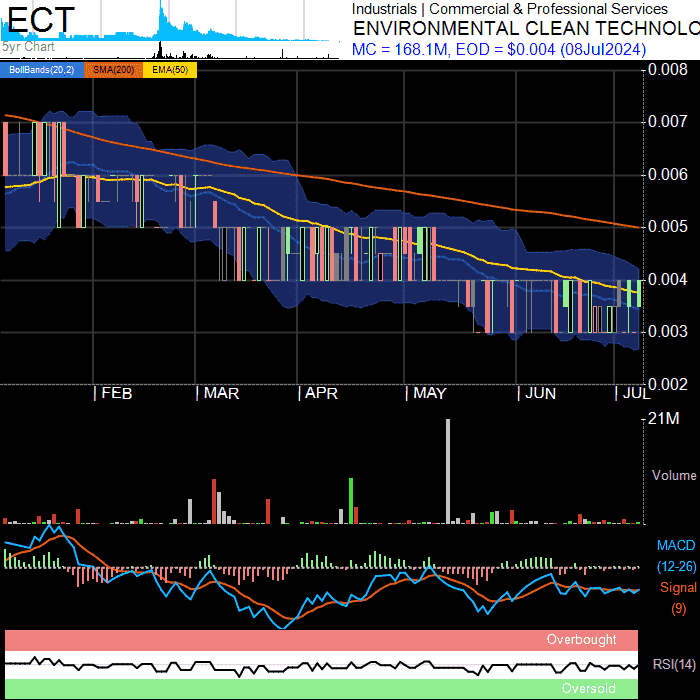 ECT
5yr Chart
Industrials | Commercial & Professional Services
ENVIRONMENTAL CLEAN TECHNOLO
MC = 168.1M, EOD = $0.004 (08Jul2024)
BollBands(20,2) SMA(200) EMA(50)
0.008
0.007
0.006
0.005
0.004
0.003
0.002
| FEB | MAR | APR | MAY | JUN | JUL
21M
Volume
MACD
(12-26)
Signal
(9)
Overbought
RSI(14)
Oversold